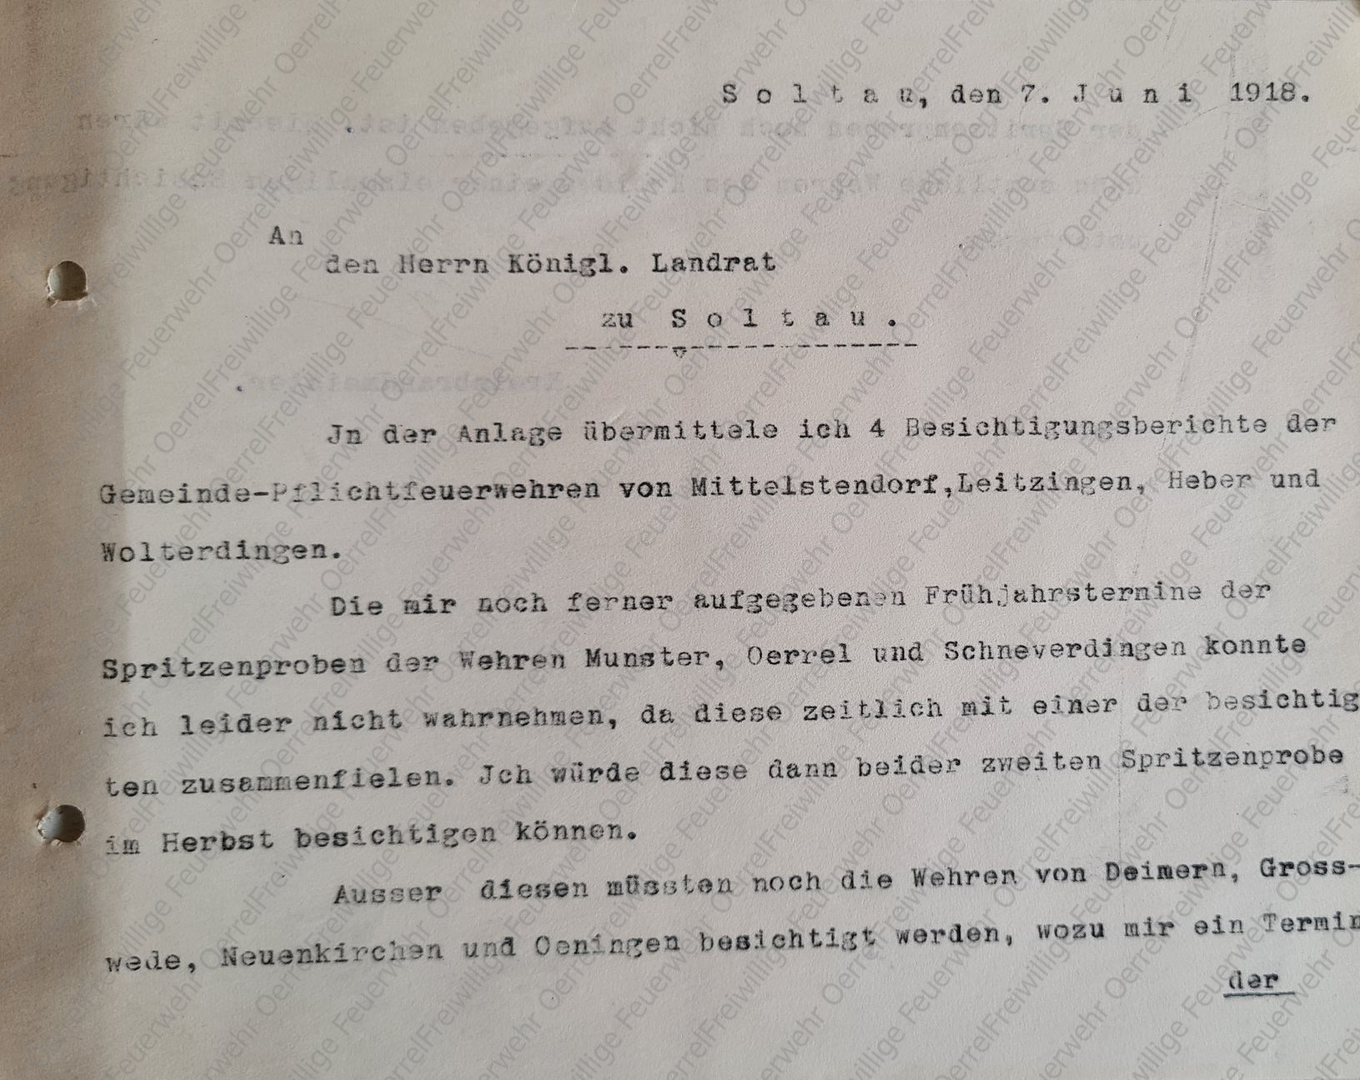 S o l t a u, den 7. J u n i 1918.
An
den Herrn Königl. Landrat
zu S o l t a u .
Jn der Anlage übermittele ich 4 Besichtigungsberichte der
Gemeinde-Pflichtfeuerwehren von Mittelstendorf,Leitzingen, Heber und
Wolterdingen.
Die mir noch ferner aufgegebenen Frühjahrstermine der
Spritzenproben der Wehren Munster, Oerrel und Schneverdingen konnte
ich leider nicht wahrnehmen, da diese zeitlich mit einer der besichtig
ten zusammenfielen. Jch würde diese dann beider zweiten Spritzenprobe
im Herbst besichtigen können.
Ausser diesen müssten noch die Wehren von Deimern, Gross-
wede, Neuenkirchen und Oeningen besichtigt werden, wozu mir ein Termin
der
Freiwillige Feuerwehr Oerrel